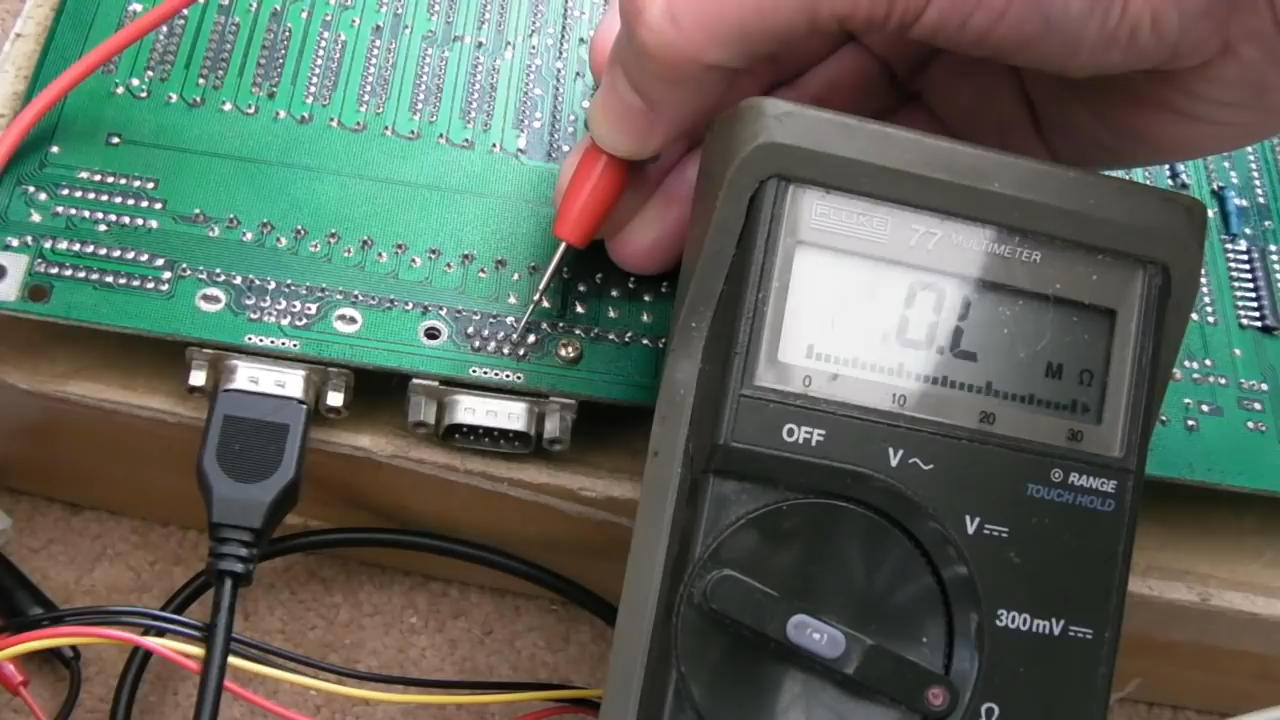 FLUKE
77 MULTIMETER
.0.L
M Ω
0 10 20 30
OFF
V~
RANGE
TOUCH HOLD
V
300mV
Ω